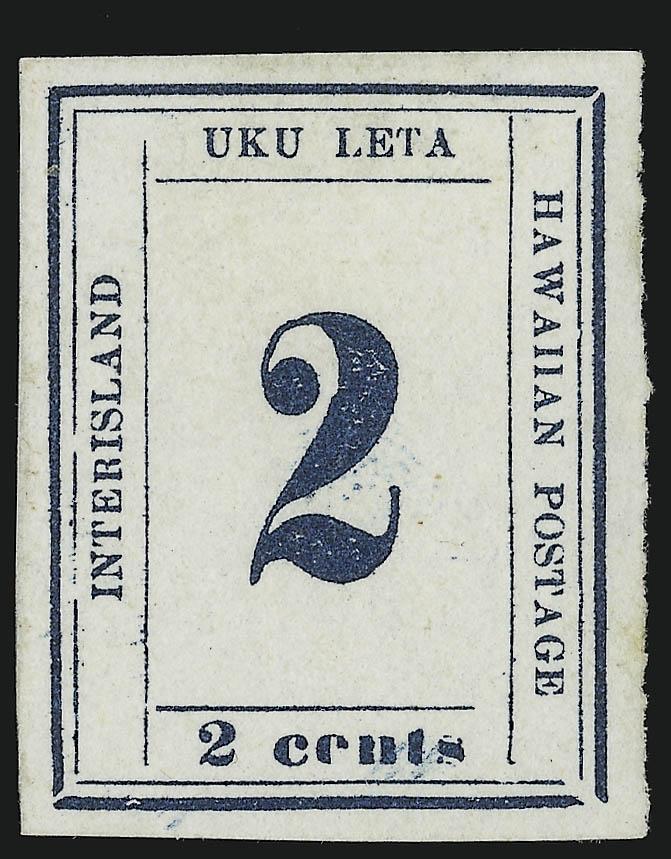 UKU LETA
INTERISLAND
HAWAIIAN POSTAGE
2
2 cents